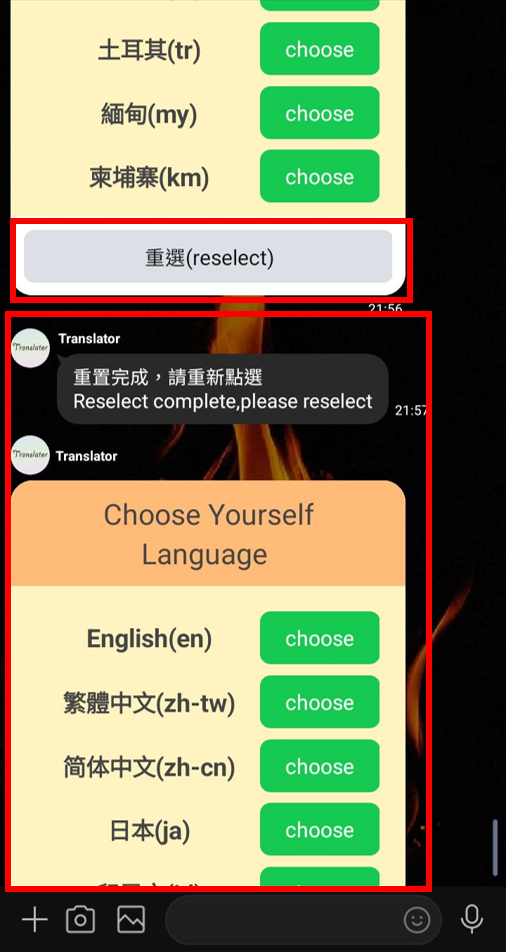 土耳其(tr)
choose
緬甸(my)
choose
柬埔寨(km)
choose
重選(reselect)
21:56
Translater
Translator
重置完成，請重新點選
Reselect complete,please reselect
21:57
Translater
Translator
Choose Yourself
Language
English(en)
choose
繁體中文(zh-tw)
choose
简体中文(zh-cn)
choose
日本(ja)
choose